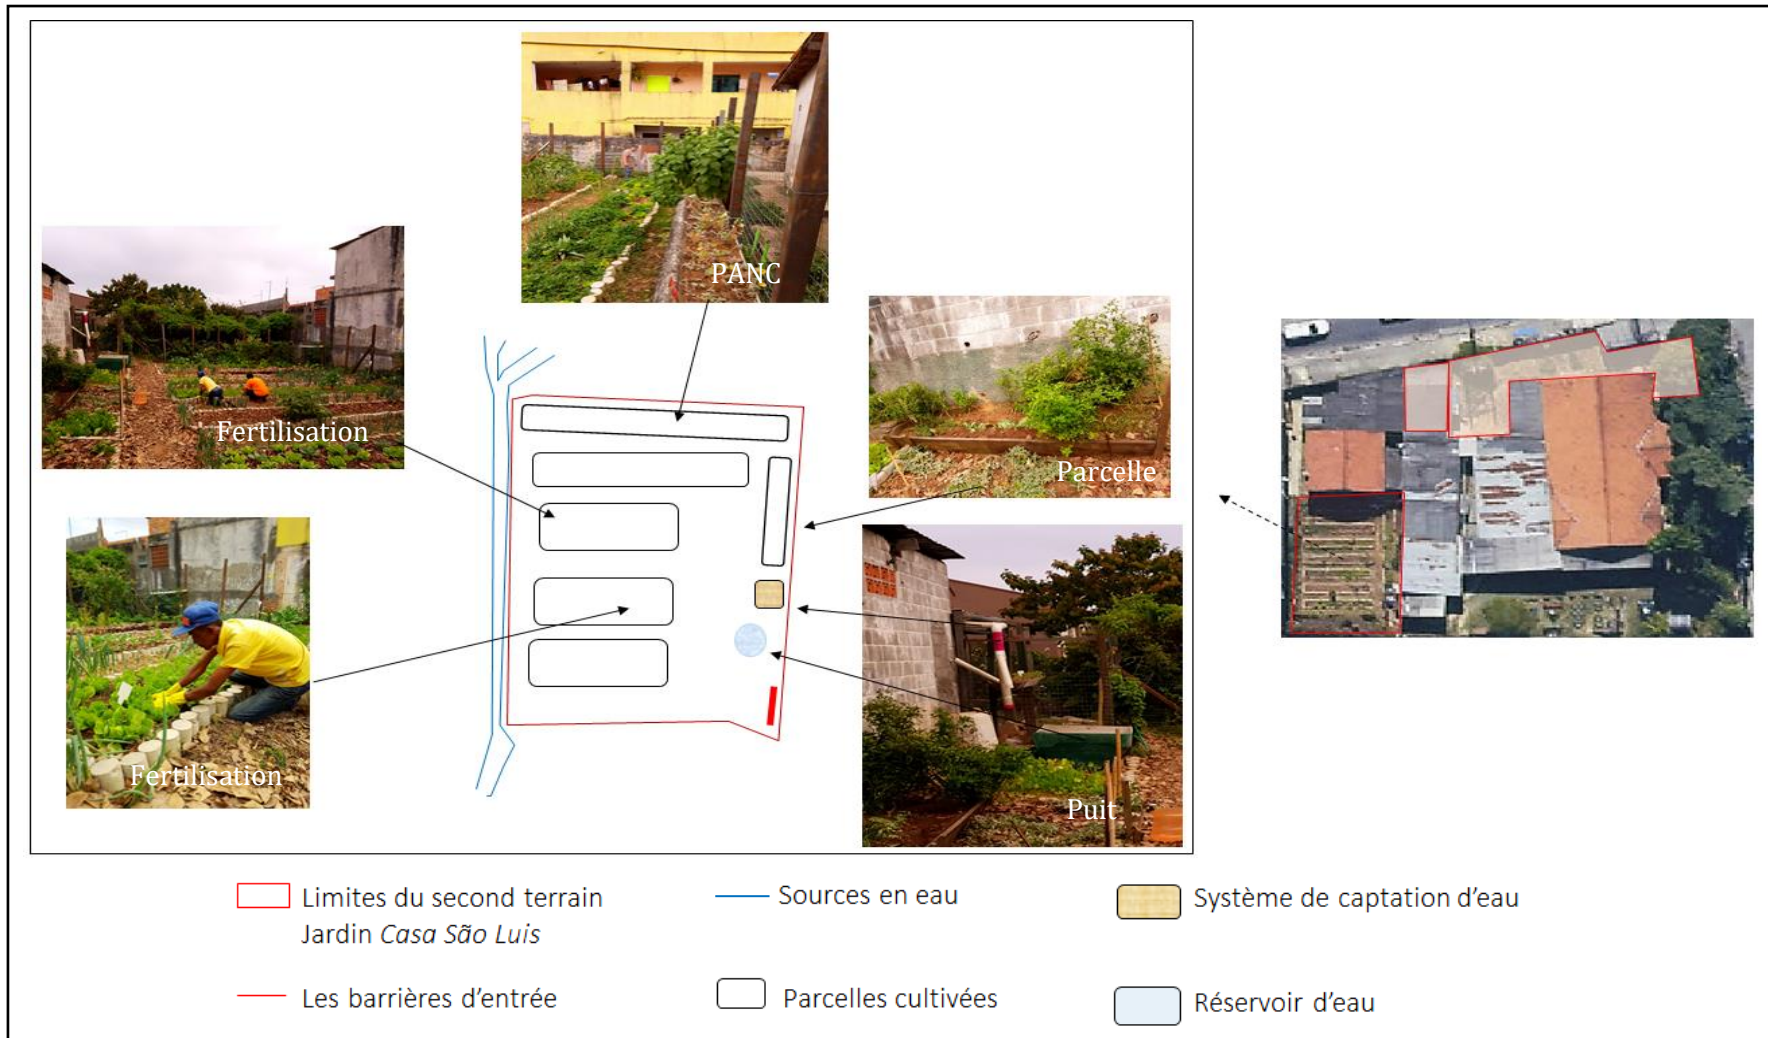 PANC
Fertilisation
Parcelle
Fertilisation
Puit
Limites du second terrain
Jardin Casa São Luis
Sources en eau
Système de captation d’eau
Les barrières d’entrée
Parcelles cultivées
Réservoir d’eau